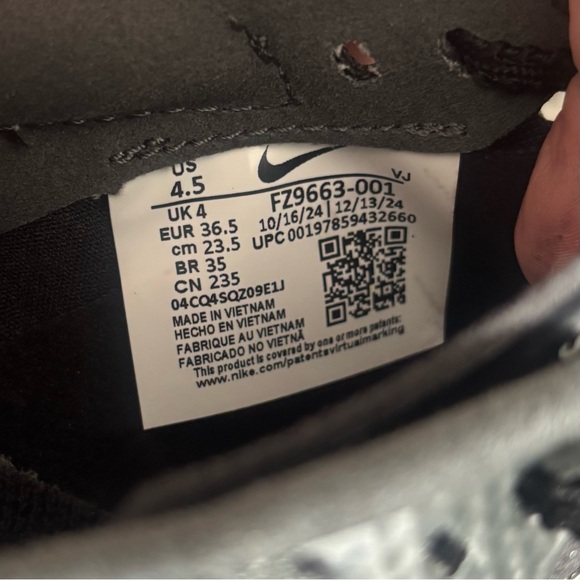 US
4.5
UK 4
EUR 36.5
cm 23.5
BR 35
CN 235
VJ
FZ9663-001
10/16/24 | 12/13/24
UPC 00197859432660
04CQ4SQZ09E1J
MADE IN VIETNAM
HECHO EN VIETNAM
FABRIQUE AU VIETNAM
FABRICADO NO VIETNÃ
This product is covered by one or more patents:
www.nike.com/patentsvirtualmarking